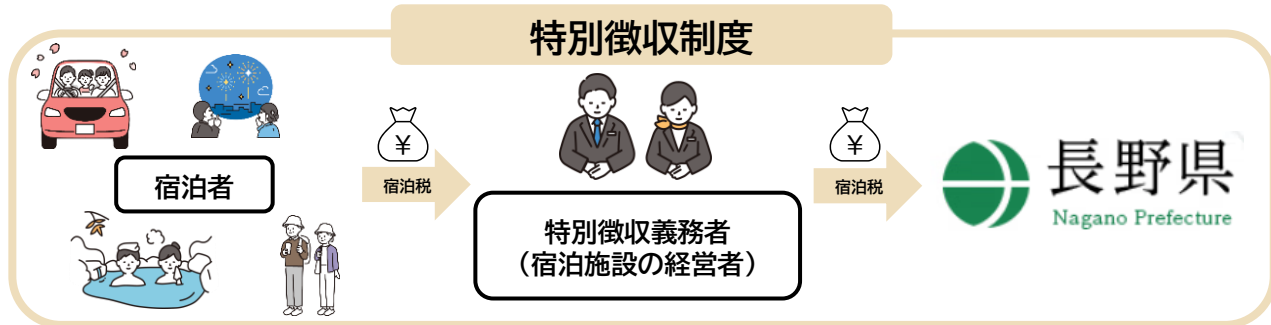 特別徴収制度
宿泊者
¥
宿泊税
特別徴収義務者
（宿泊施設の経営者）
¥
宿泊税
長野県
Nagano Prefecture